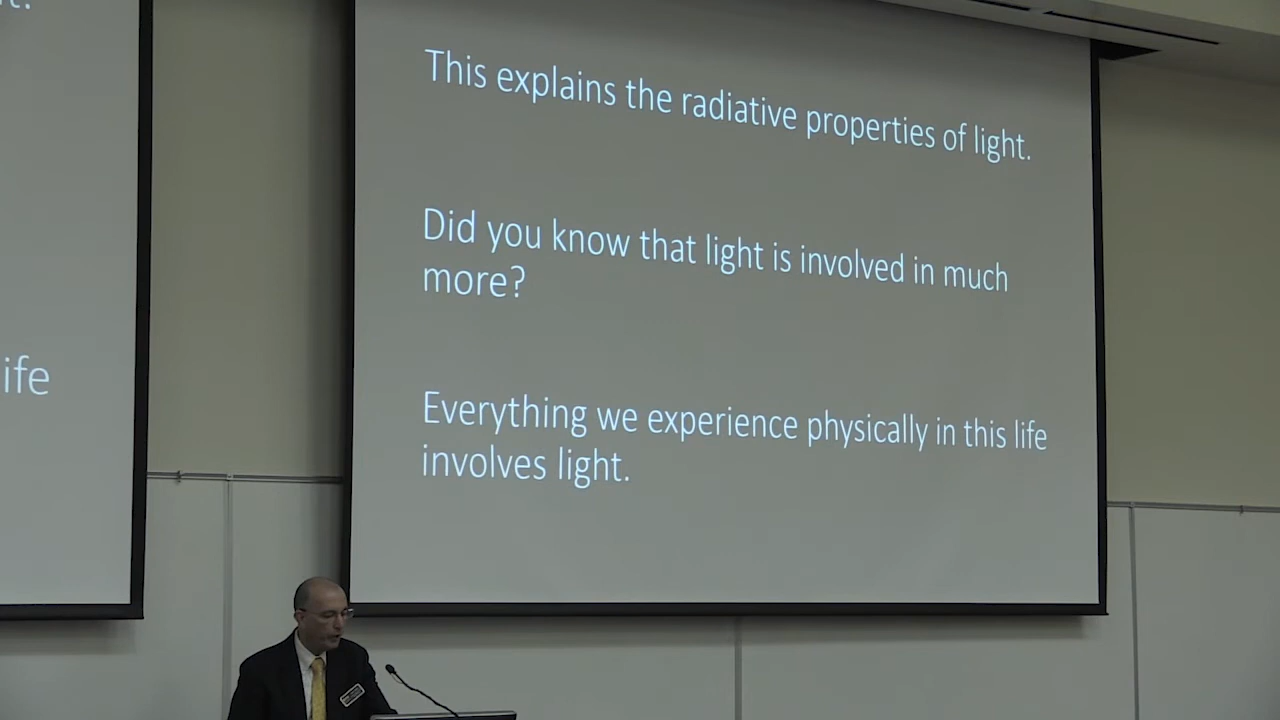 t.
ife
This explains the radiative properties of light.
Did you know that light is involved in much
more?
Everything we experience physically in this life
involves light.